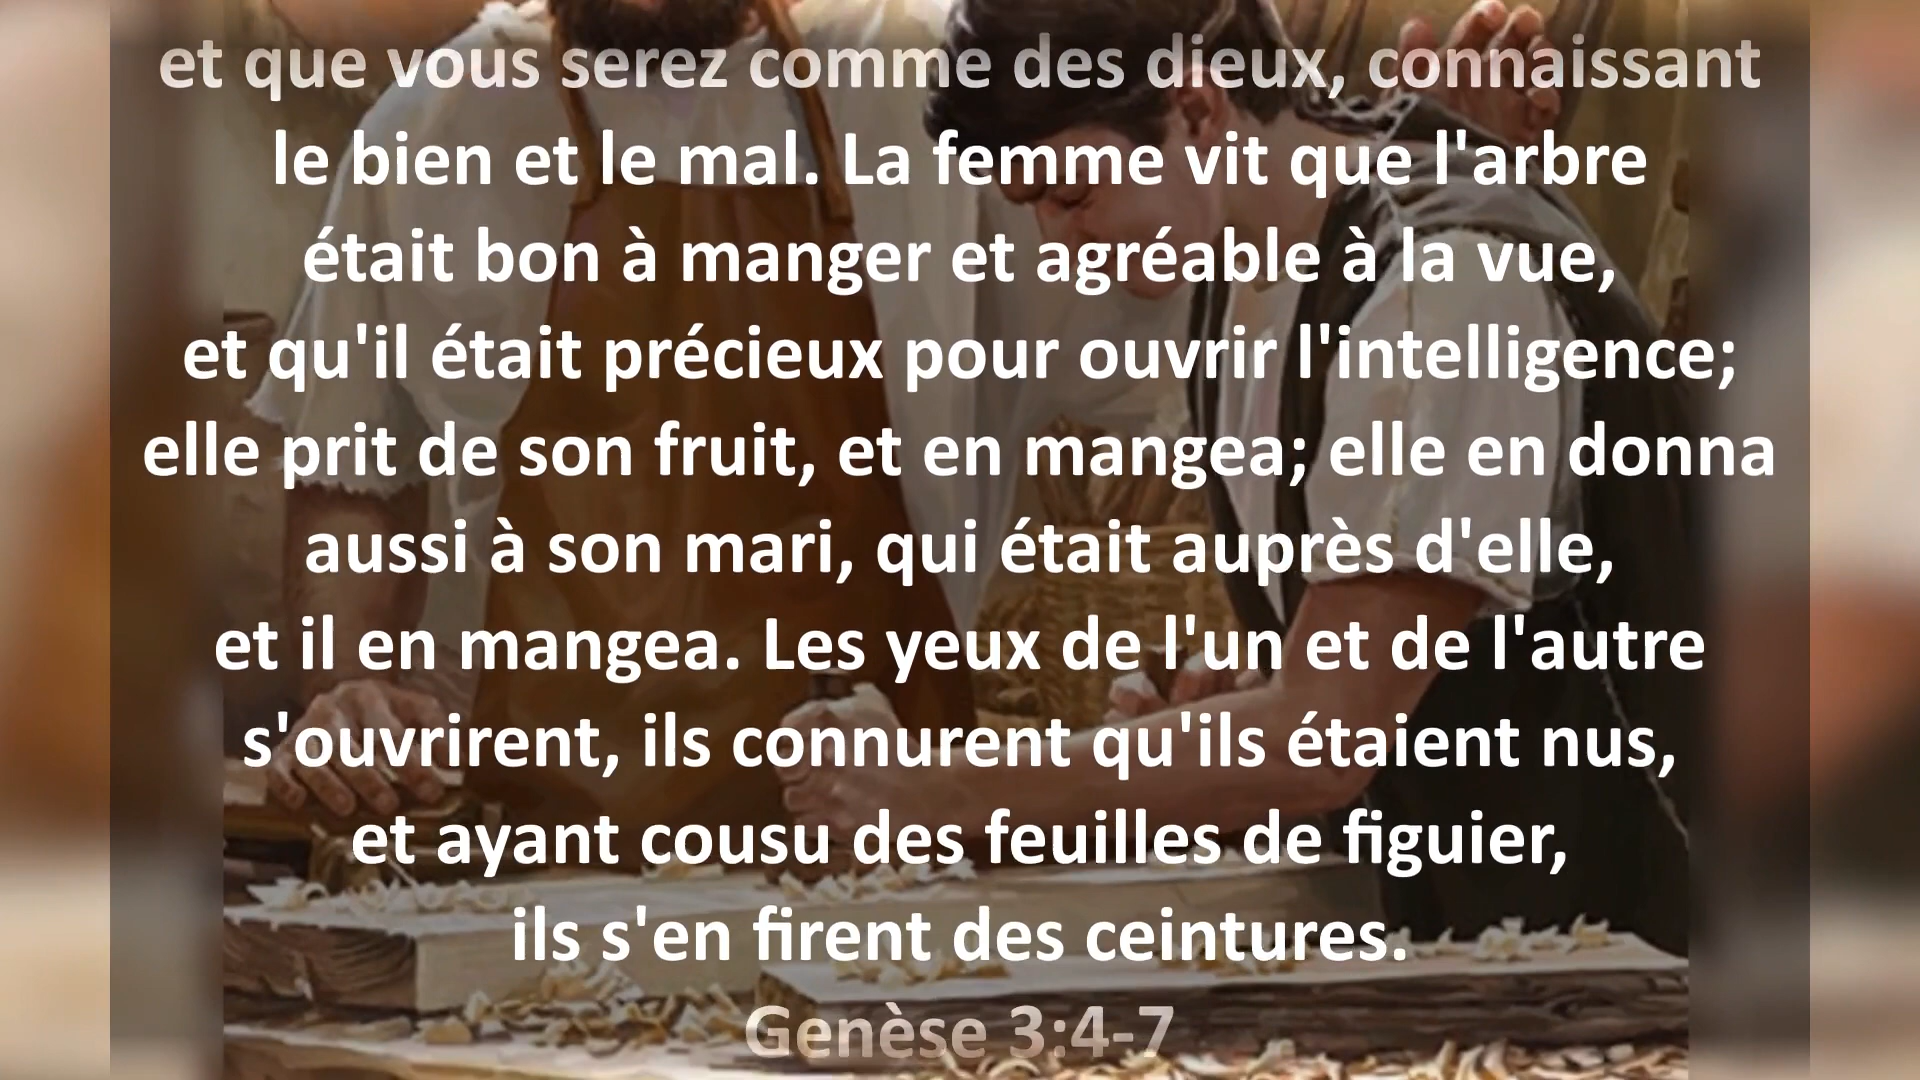 et que vous serez comme des dieux, connaissant
le bien et le mal. La femme vit que l'arbre
était bon à manger et agréable à la vue,
et qu'il était précieux pour ouvrir l'intelligence;
elle prit de son fruit, et en mangea; elle en donna
aussi à son mari, qui était auprès d'elle,
et il en mangea. Les yeux de l'un et de l'autre
s'ouvrirent, ils connurent qu'ils étaient nus,
et ayant cousu des feuilles de figuier,
ils s'en firent des ceintures.
Genèse 3:4-7